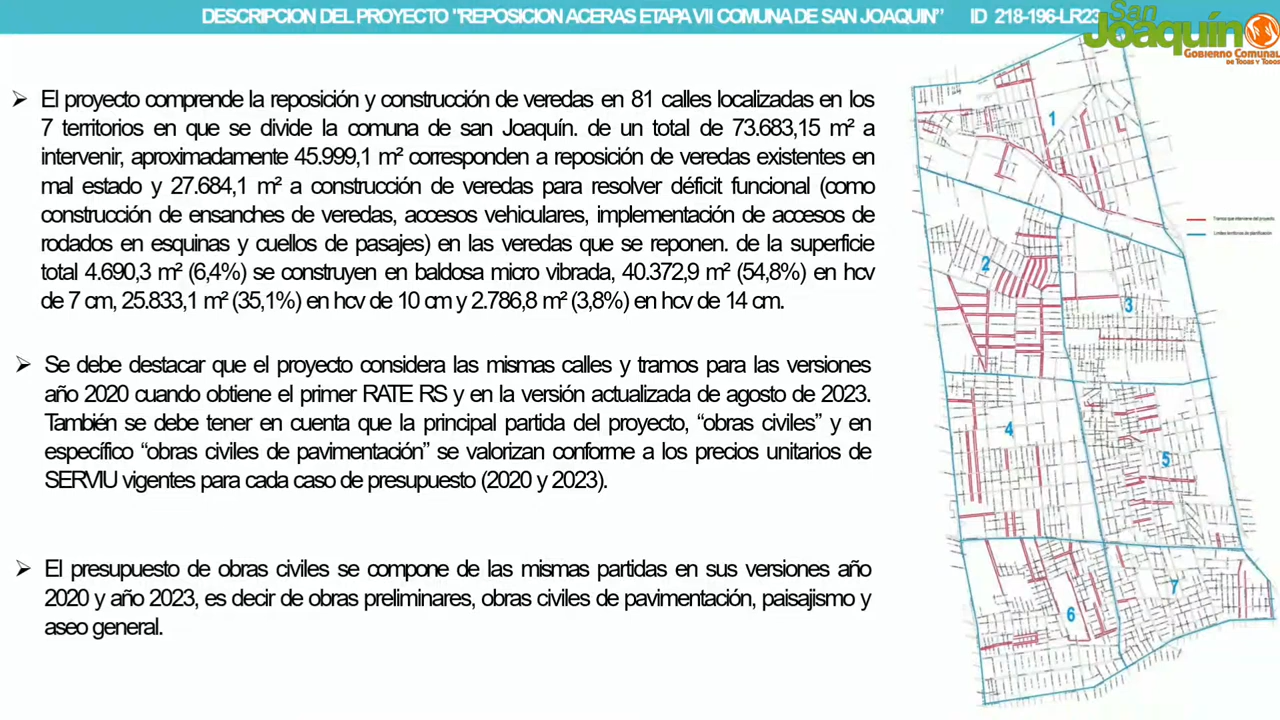 DESCRIPCION DEL PROYECTO "REPOSICION ACERAS ETAPA VII COMUNA DE SAN JOAQUIN" ID 218-196-LR23
San
Joaquín
GOBIERNO COMUNAL
DE TODAS Y TODOS
➢ El proyecto comprende la reposición y construcción de veredas en 81 calles localizadas en los
7 territorios en que se divide la comuna de san Joaquín. de un total de 73.683,15 m² a
intervenir, aproximadamente 45.999,1 m² corresponden a reposición de veredas existentes en
mal estado y 27.684,1 m² a construcción de veredas para resolver déficit funcional (como
construcción de ensanches de veredas, accesos vehiculares, implementación de accesos de
rodados en esquinas y cuellos de pasajes) en las veredas que se reponen. de la superficie
total 4.690,3 m² (6,4%) se construyen en baldosa micro vibrada, 40.372,9 m² (54,8%) en hcv
de 7 cm, 25.833,1 m² (35,1%) en hcv de 10 cm y 2.786,8 m² (3,8%) en hcv de 14 cm.
➢ Se debe destacar que el proyecto considera las mismas calles y tramos para las versiones
año 2020 cuando obtiene el primer RATE RS y en la versión actualizada de agosto de 2023.
También se debe tener en cuenta que la principal partida del proyecto, “obras civiles” y en
específico “obras civiles de pavimentación” se valorizan conforme a los precios unitarios de
SERVIU vigentes para cada caso de presupuesto (2020 y 2023).
➢ El presupuesto de obras civiles se compone de las mismas partidas en sus versiones año
2020 y año 2023, es decir de obras preliminares, obras civiles de pavimentación, paisajismo y
aseo general.
1
2
3
4
5
6
7
Tramos que interviene del proyecto
Límites territorios de planificación